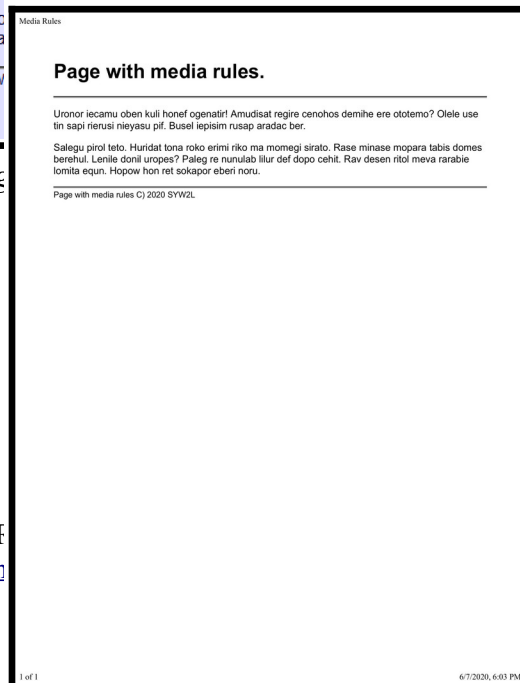 Media Rules
Page with media rules.
Uronor iecamu oben kuli honef ogenatir! Amudisat regire cenohos demihe ere ototemo? Olele use
tin sapi rierusi nieyasu pif. Busel iepisim rusap aradac ber.
Salegu pirol teto. Huridat tona roko erimi riko ma momegi sirato. Rase minase mopara tabis domes
berehul. Lenile donil uropes? Paleg re nunulab lilur def dopo cehit. Rav desen ritol meva rarabie
lomita equn. Hopow hon ret sokapor eberi noru.
Page with media rules C) 2020 SYW2L
1 of 1
6/7/2020, 6:03 PM